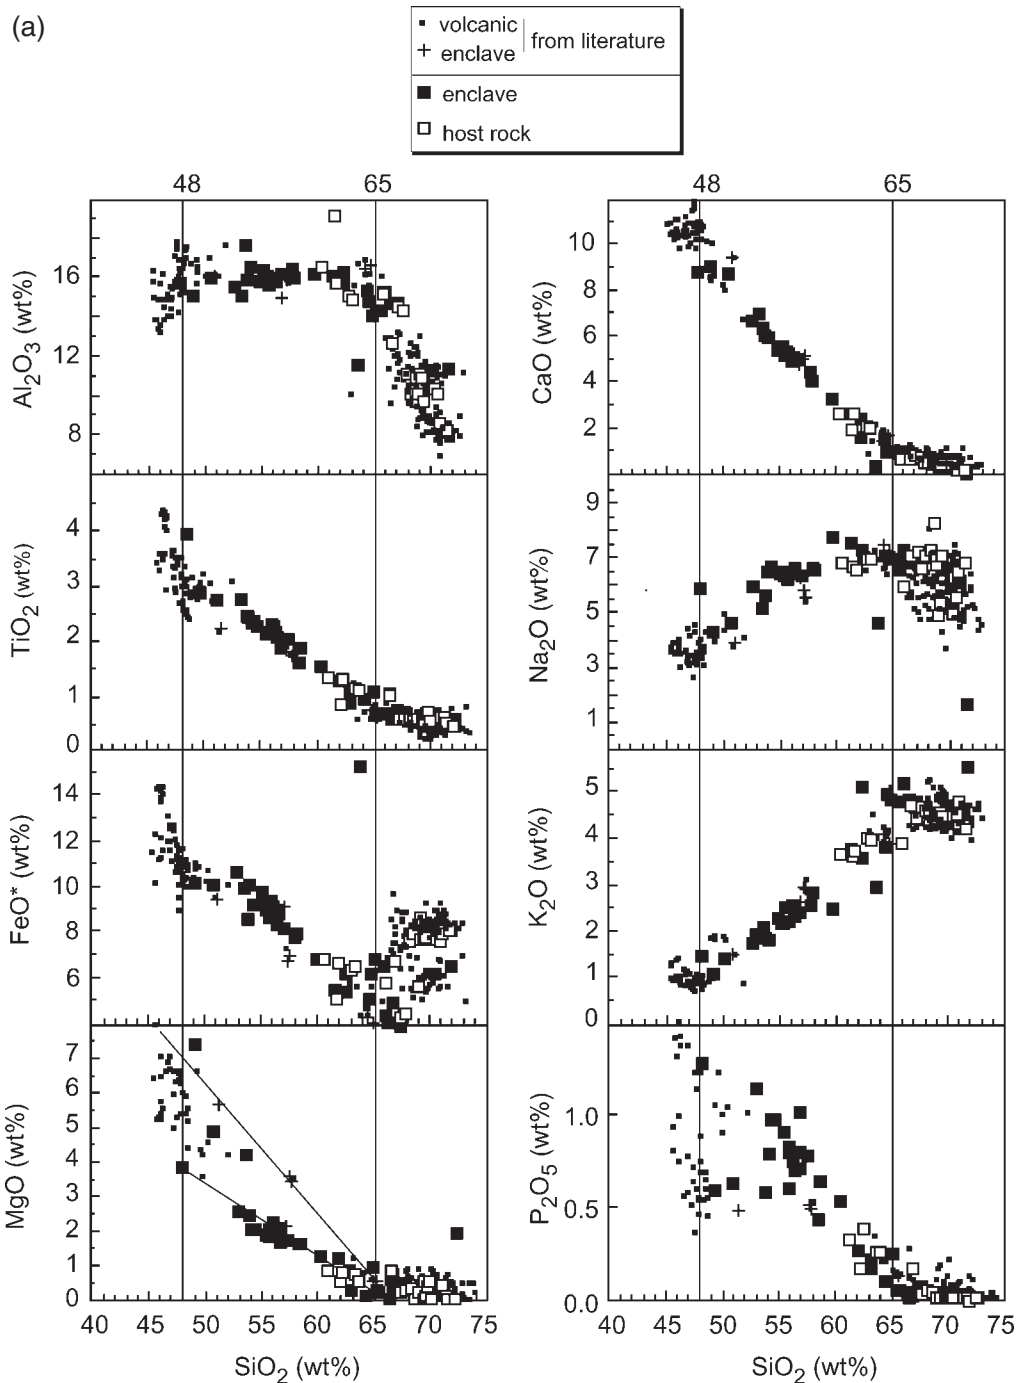 (a)
volcanic
enclave
from literature
enclave
host rock
48 65
48 65
Al₂O₃ (wt%)
16
12
8
CaO (wt%)
10
8
6
4
2
TiO₂ (wt%)
4
3
2
1
0
Na₂O (wt%)
9
7
5
3
1
FeO* (wt%)
14
12
10
8
6
K₂O (wt%)
5
4
3
2
1
0
MgO (wt%)
7
6
5
4
3
2
1
0
P₂O₅ (wt%)
1.0
0.5
0.0
40 45 50 55 60 65 70
40 45 50 55 60 65 70 75
SiO₂ (wt%)
SiO₂ (wt%)